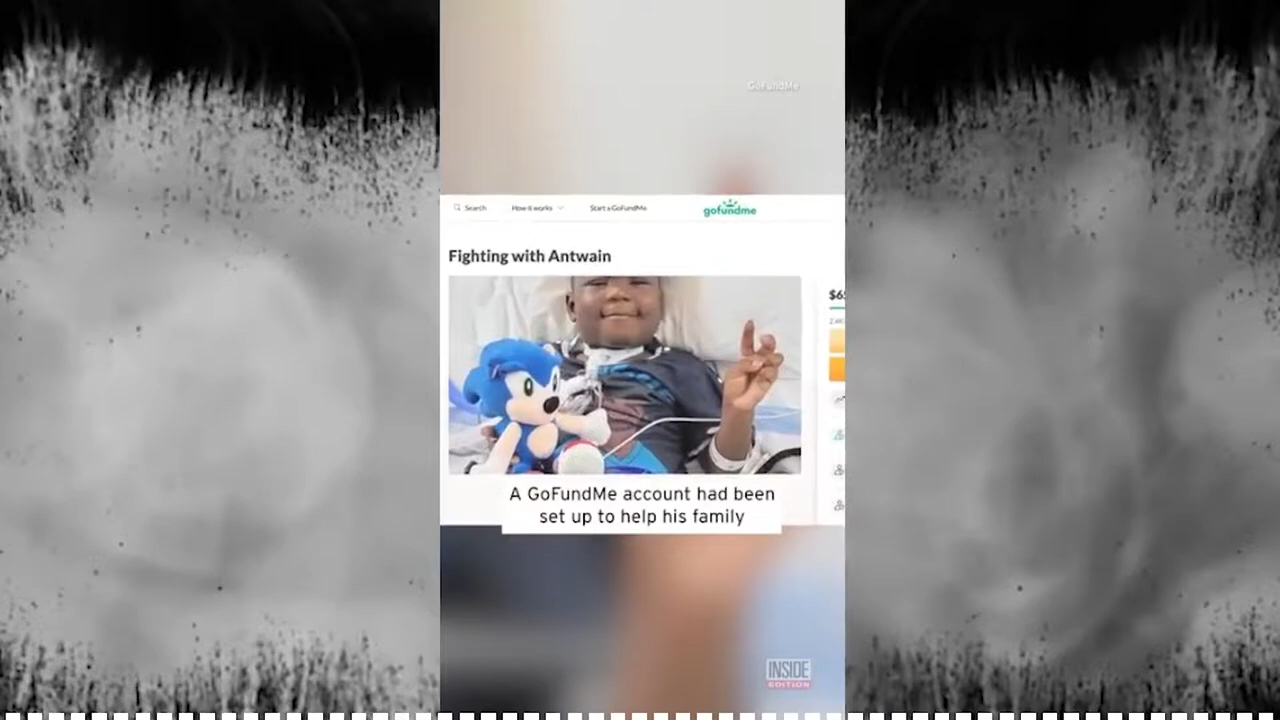 GoFundMe
Search
How it works
Start a GoFundMe
gofundme
Fighting with Antwain
A GoFundMe account had been
set up to help his family
INSIDE
EDITION